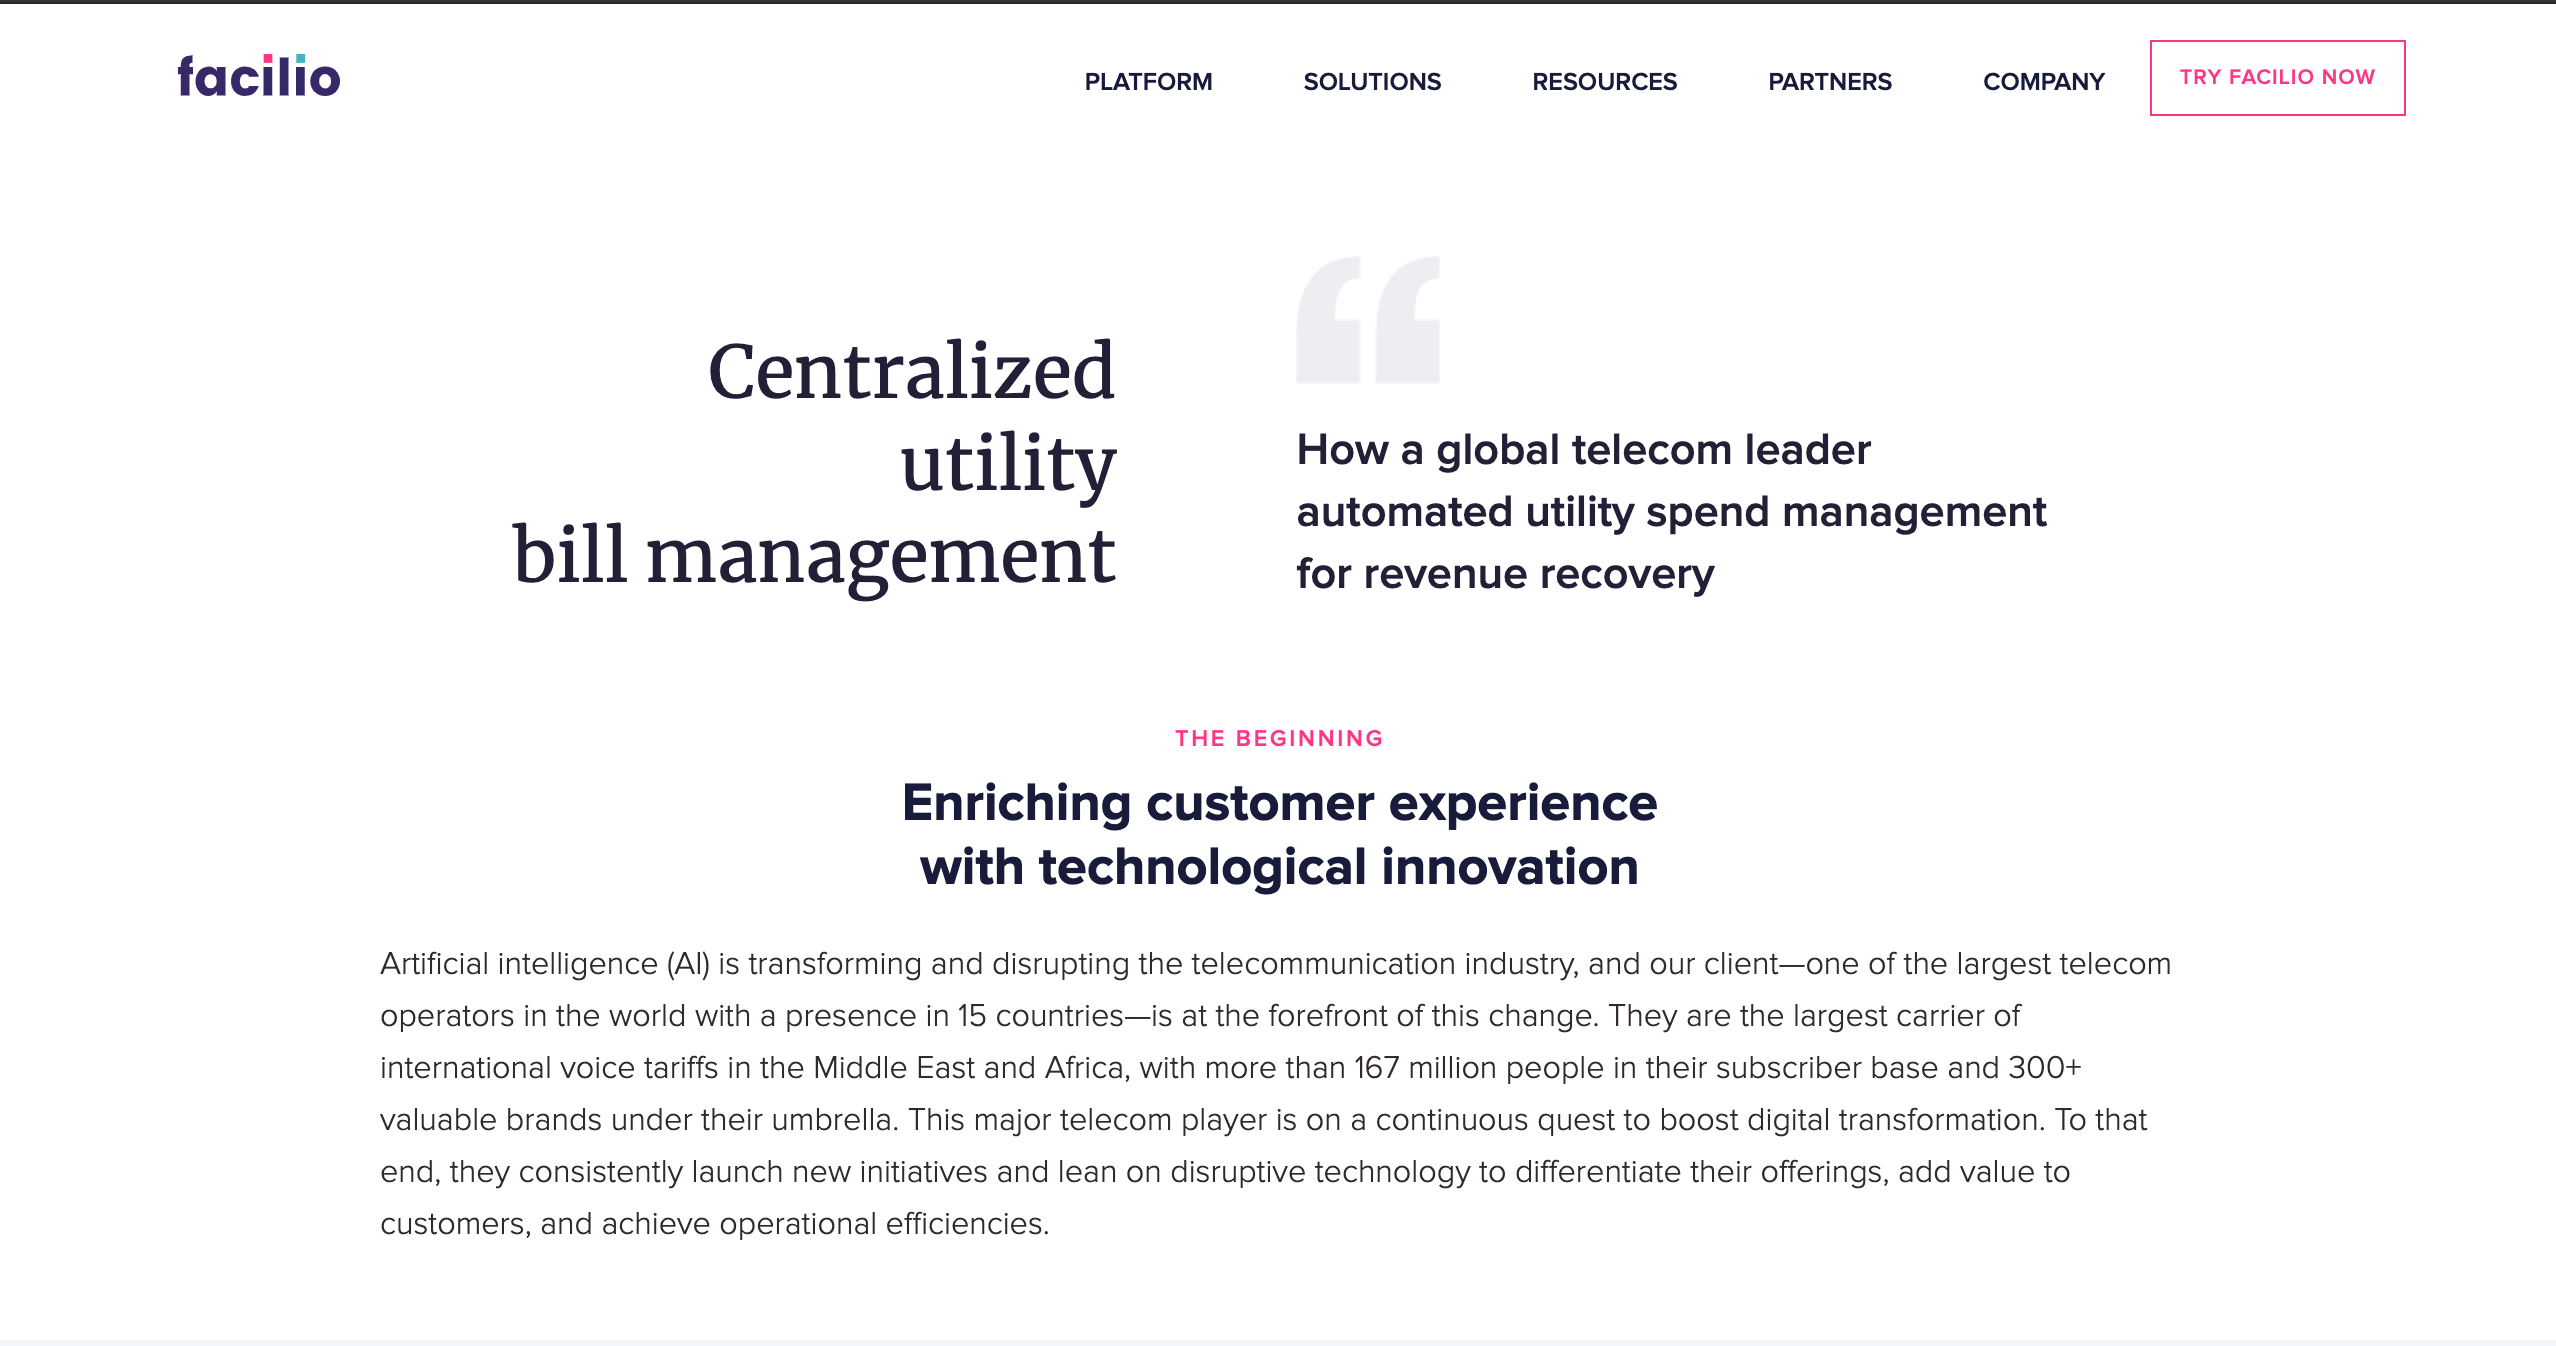 facilio
PLATFORM
SOLUTIONS
RESOURCES
PARTNERS
COMPANY
TRY FACILIO NOW
Centralized
utility
bill management
“
How a global telecom leader
automated utility spend management
for revenue recovery
THE BEGINNING
Enriching customer experience
with technological innovation
Artificial intelligence (AI) is transforming and disrupting the telecommunication industry, and our client—one of the largest telecom
operators in the world with a presence in 15 countries—is at the forefront of this change. They are the largest carrier of
international voice tariffs in the Middle East and Africa, with more than 167 million people in their subscriber base and 300+
valuable brands under their umbrella. This major telecom player is on a continuous quest to boost digital transformation. To that
end, they consistently launch new initiatives and lean on disruptive technology to differentiate their offerings, add value to
customers, and achieve operational efficiencies.